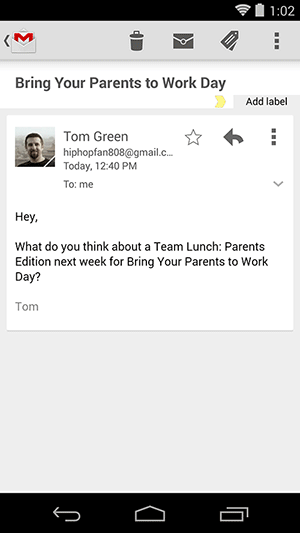 1:02
Bring Your Parents to Work Day
Add label
Tom Green
hiphopfan808@gmail.c...
Today, 12:40 PM
To: me
Hey,
What do you think about a Team Lunch: Parents
Edition next week for Bring Your Parents to Work
Day?
Tom